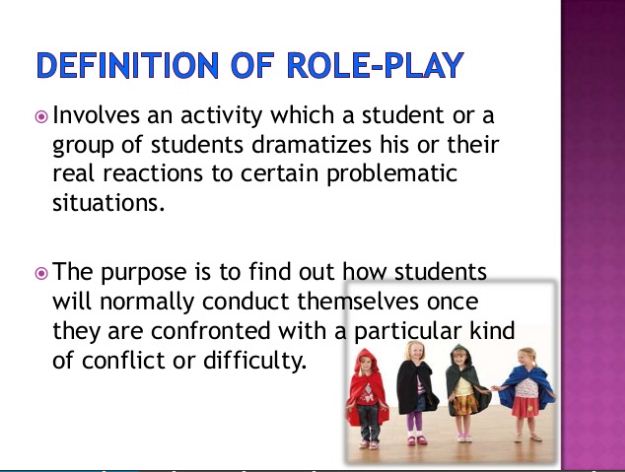 DEFINITION OF ROLE-PLAY
Involves an activity which a student or a
group of students dramatizes his or their
real reactions to certain problematic
situations.
The purpose is to find out how students
will normally conduct themselves once
they are confronted with a particular kind
of conflict or difficulty.